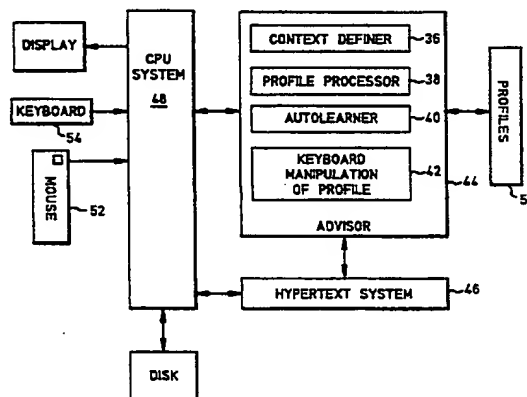 DISPLAY
CPU
SYSTEM
48
KEYBOARD
54
MOUSE
52
CONTEXT DEFINER
36
PROFILE PROCESSOR
38
AUTOLEARNER
40
KEYBOARD
MANIPULATION
OF PROFILE
42
44
ADVISOR
PROFILES
5
HYPERTEXT SYSTEM
46
DISK